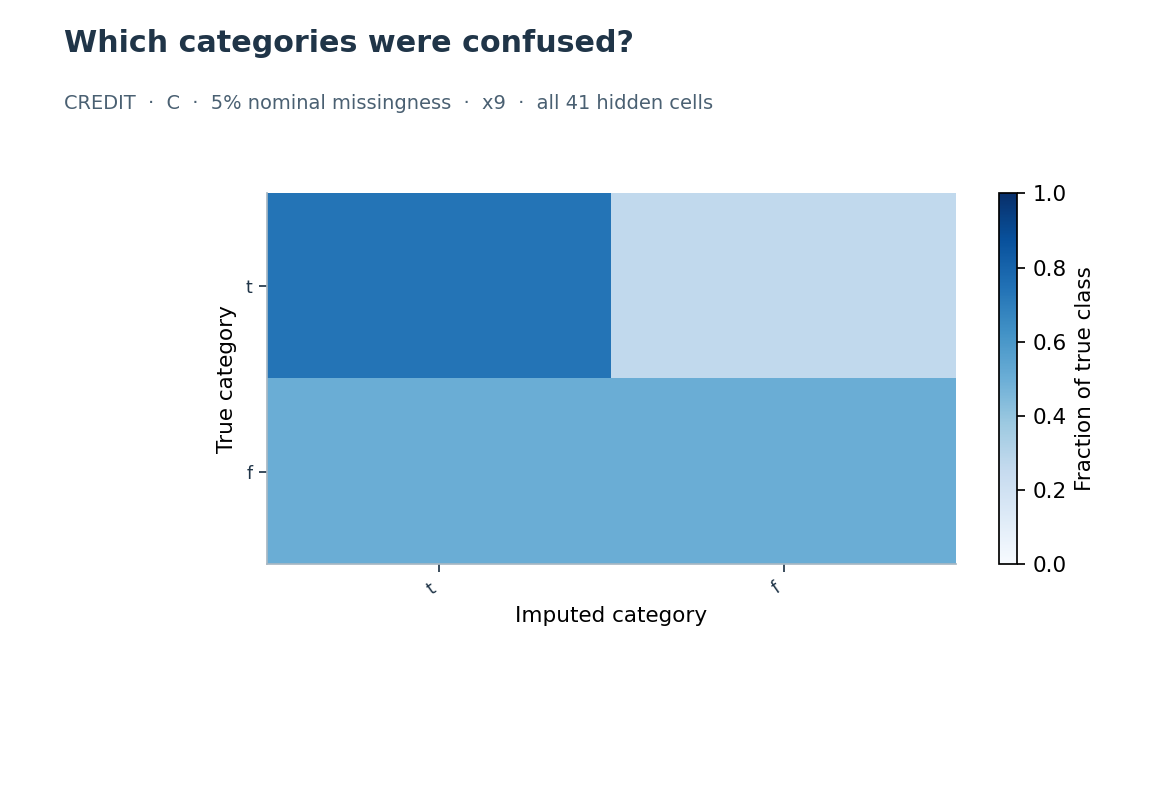 Which categories were confused?
CREDIT · C · 5% nominal missingness · x9 · all 41 hidden cells
True category
t
f
t
f
Imputed category
1.0
0.8
0.6
0.4
0.2
0.0
Fraction of true class